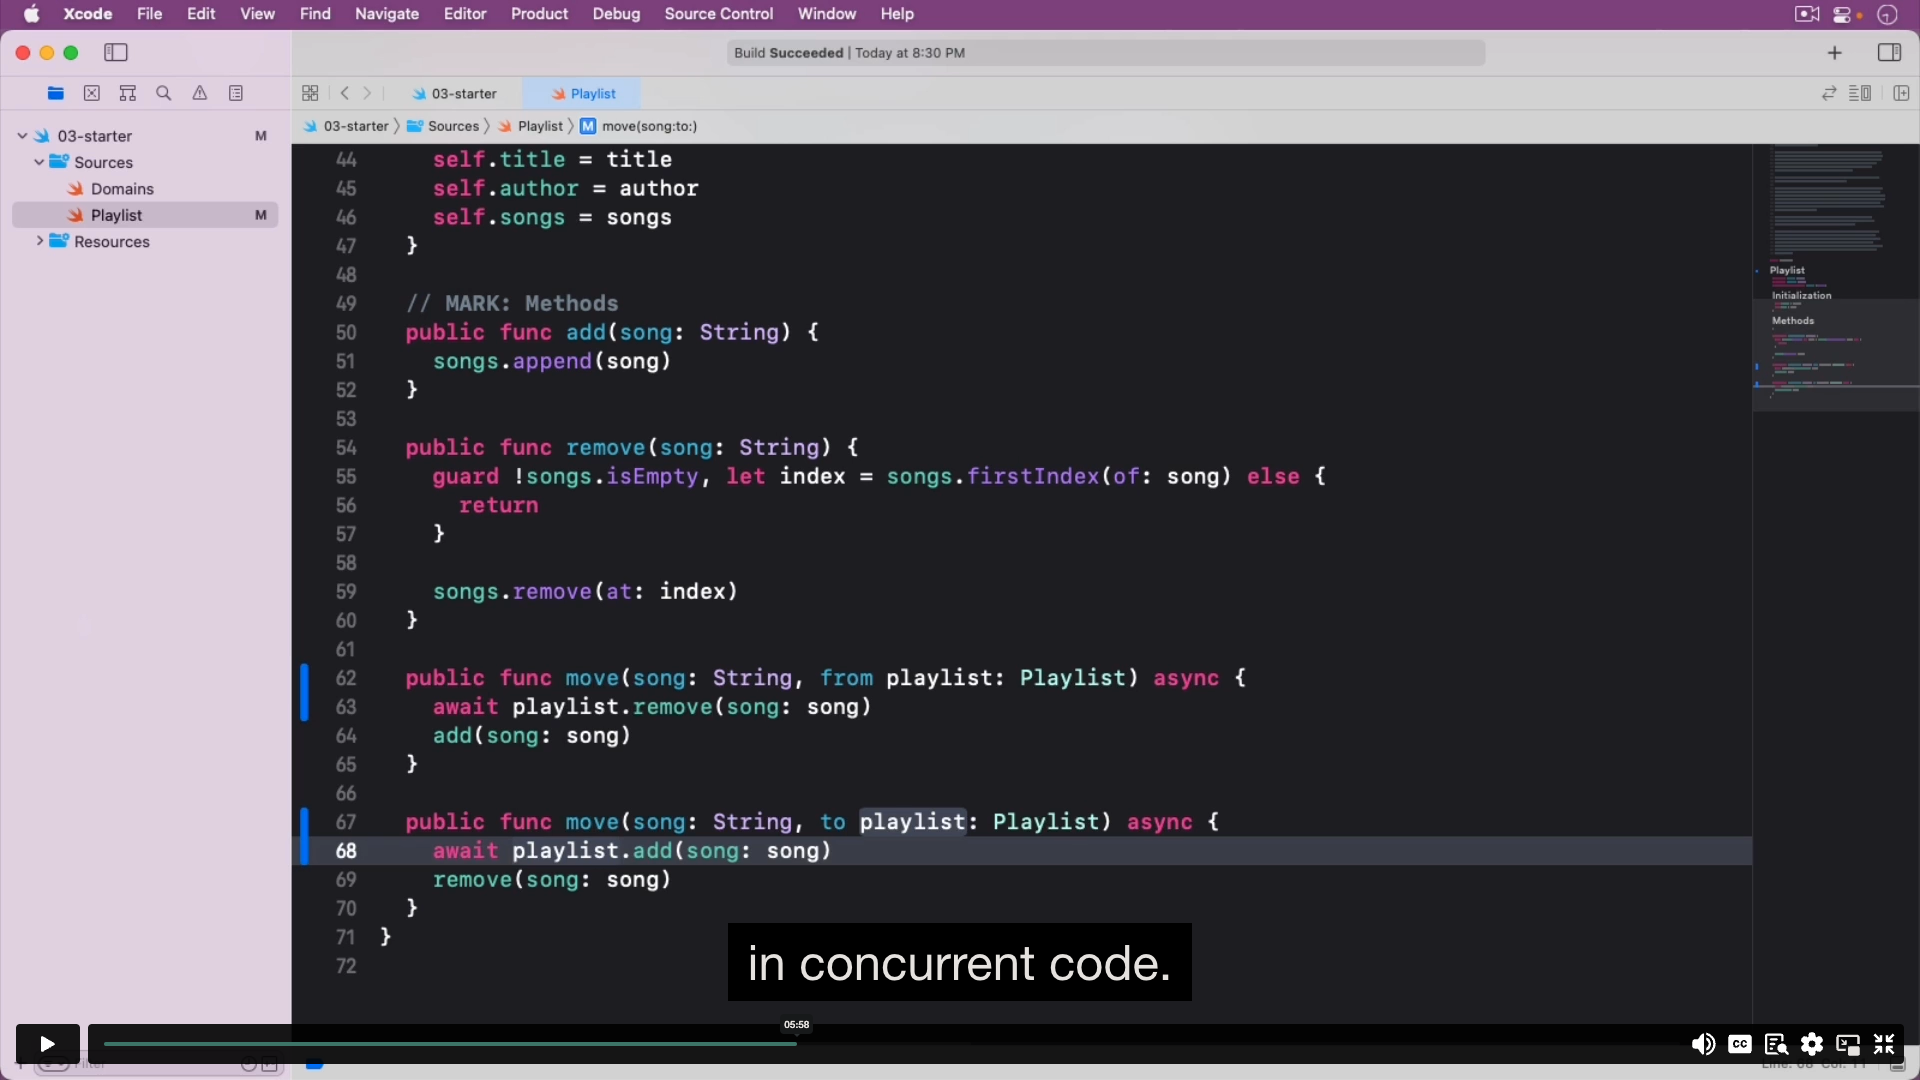 Xcode File Edit View Find Navigate Editor Product Debug Source Control Window Help
Build Succeeded | Today at 8:30 PM
03-starter Playlist
03-starter Sources Playlist M move(song:to:)
03-starter M
Sources
Domains
Playlist M
Resources
44 self.title = title
45 self.author = author
46 self.songs = songs
47 }
48
49 // MARK: Methods
50 public func add(song: String) {
51 songs.append(song)
52 }
53
54 public func remove(song: String) {
55 guard !songs.isEmpty, let index = songs.firstIndex(of: song) else {
56 return
57 }
58
59 songs.remove(at: index)
60 }
61
62 public func move(song: String, from playlist: Playlist) async {
63 await playlist.remove(song: song)
64 add(song: song)
65 }
66
67 public func move(song: String, to playlist: Playlist) async {
68 await playlist.add(song: song)
69 remove(song: song)
70 }
71 }
72
Playlist
Initialization
Methods
in concurrent code.
05:58
CC
Filter